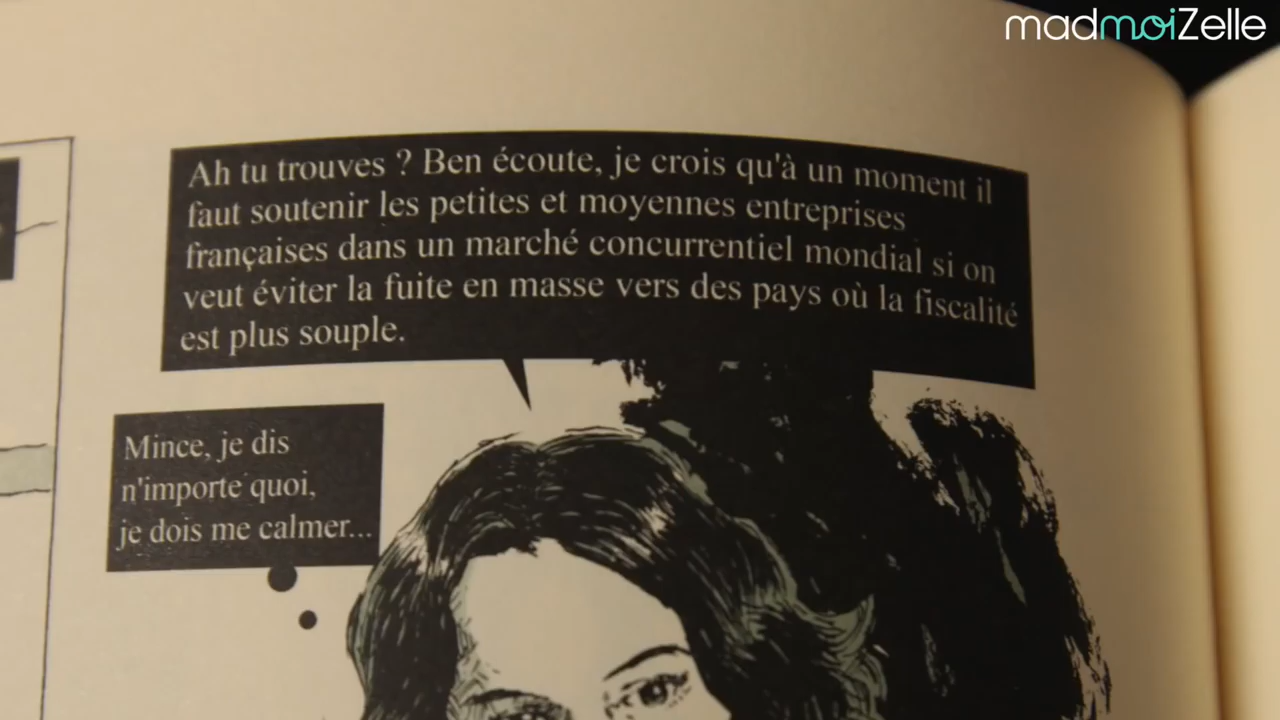 madmoiZelle
Ah tu trouves ? Ben écoute, je crois qu'à un moment il
faut soutenir les petites et moyennes entreprises
françaises dans un marché concurrentiel mondial si on
veut éviter la fuite en masse vers des pays où la fiscalité
est plus souple.
Mince, je dis
n'importe quoi,
je dois me calmer...